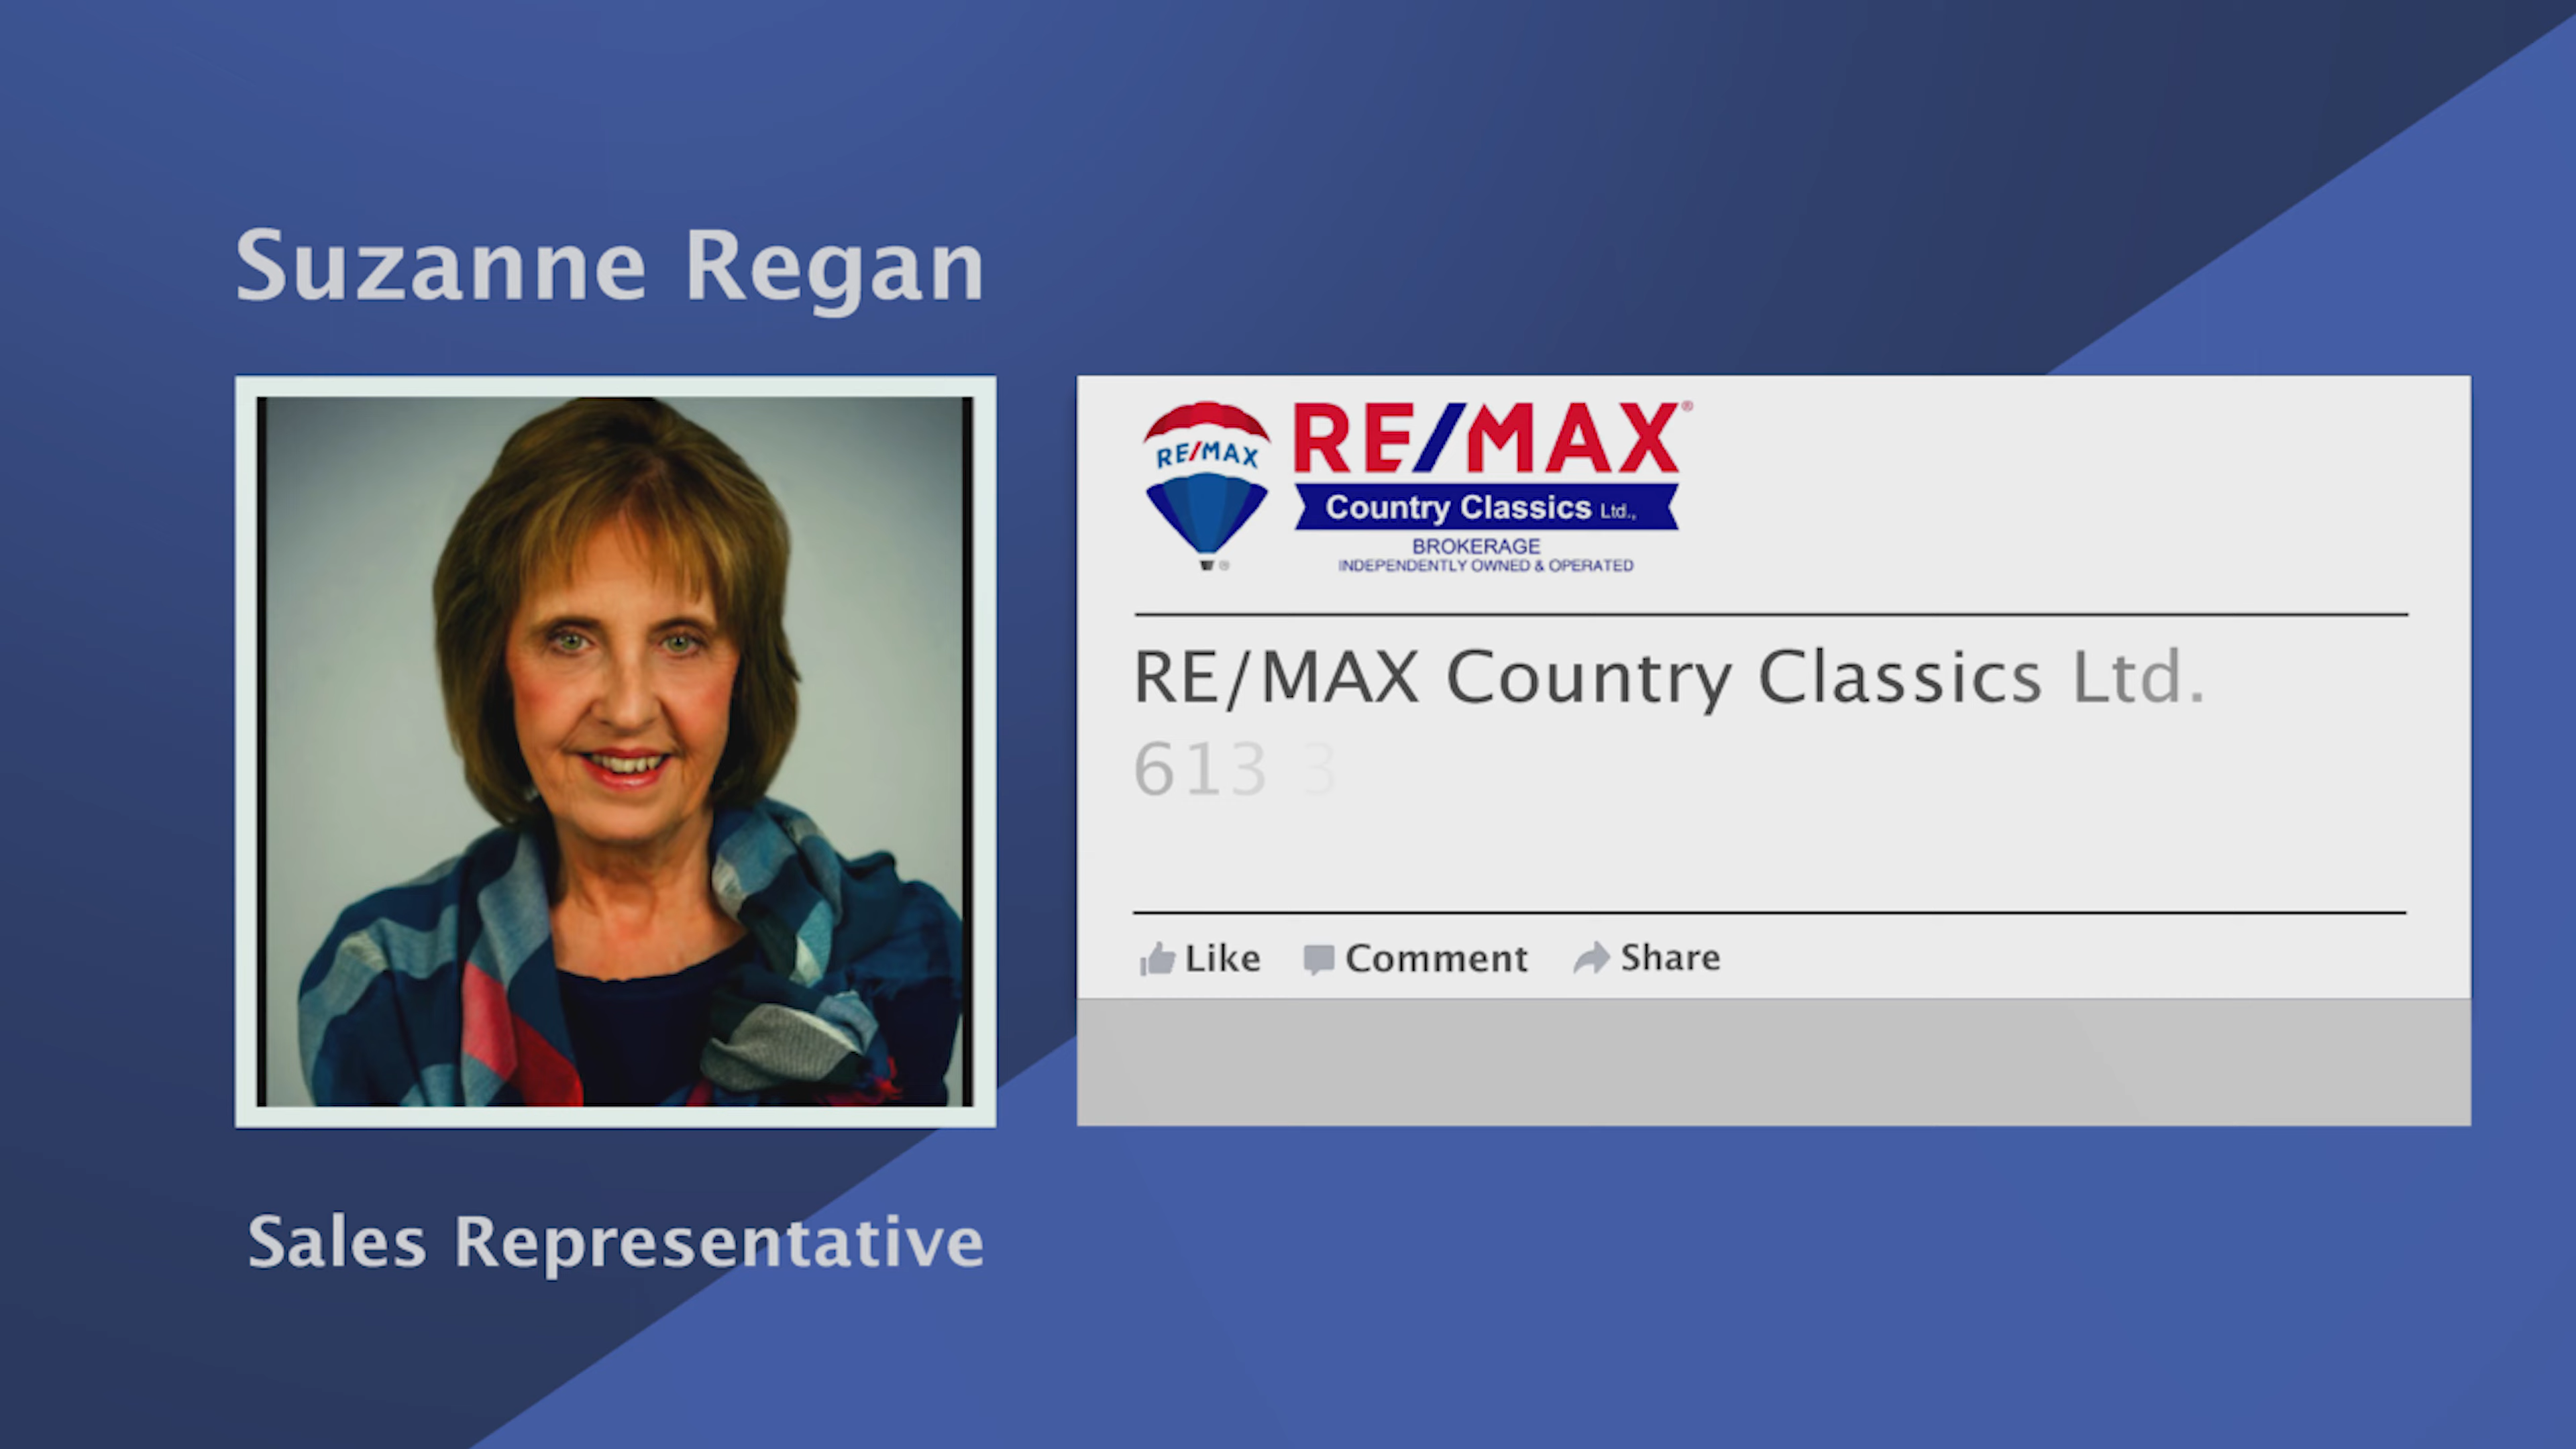 Suzanne Regan
RE/MAX
RE/MAX®
Country Classics Ltd.,
BROKERAGE
INDEPENDENTLY OWNED & OPERATED
RE/MAX Country Classics Ltd.
613 3
Like Comment Share
Sales Representative